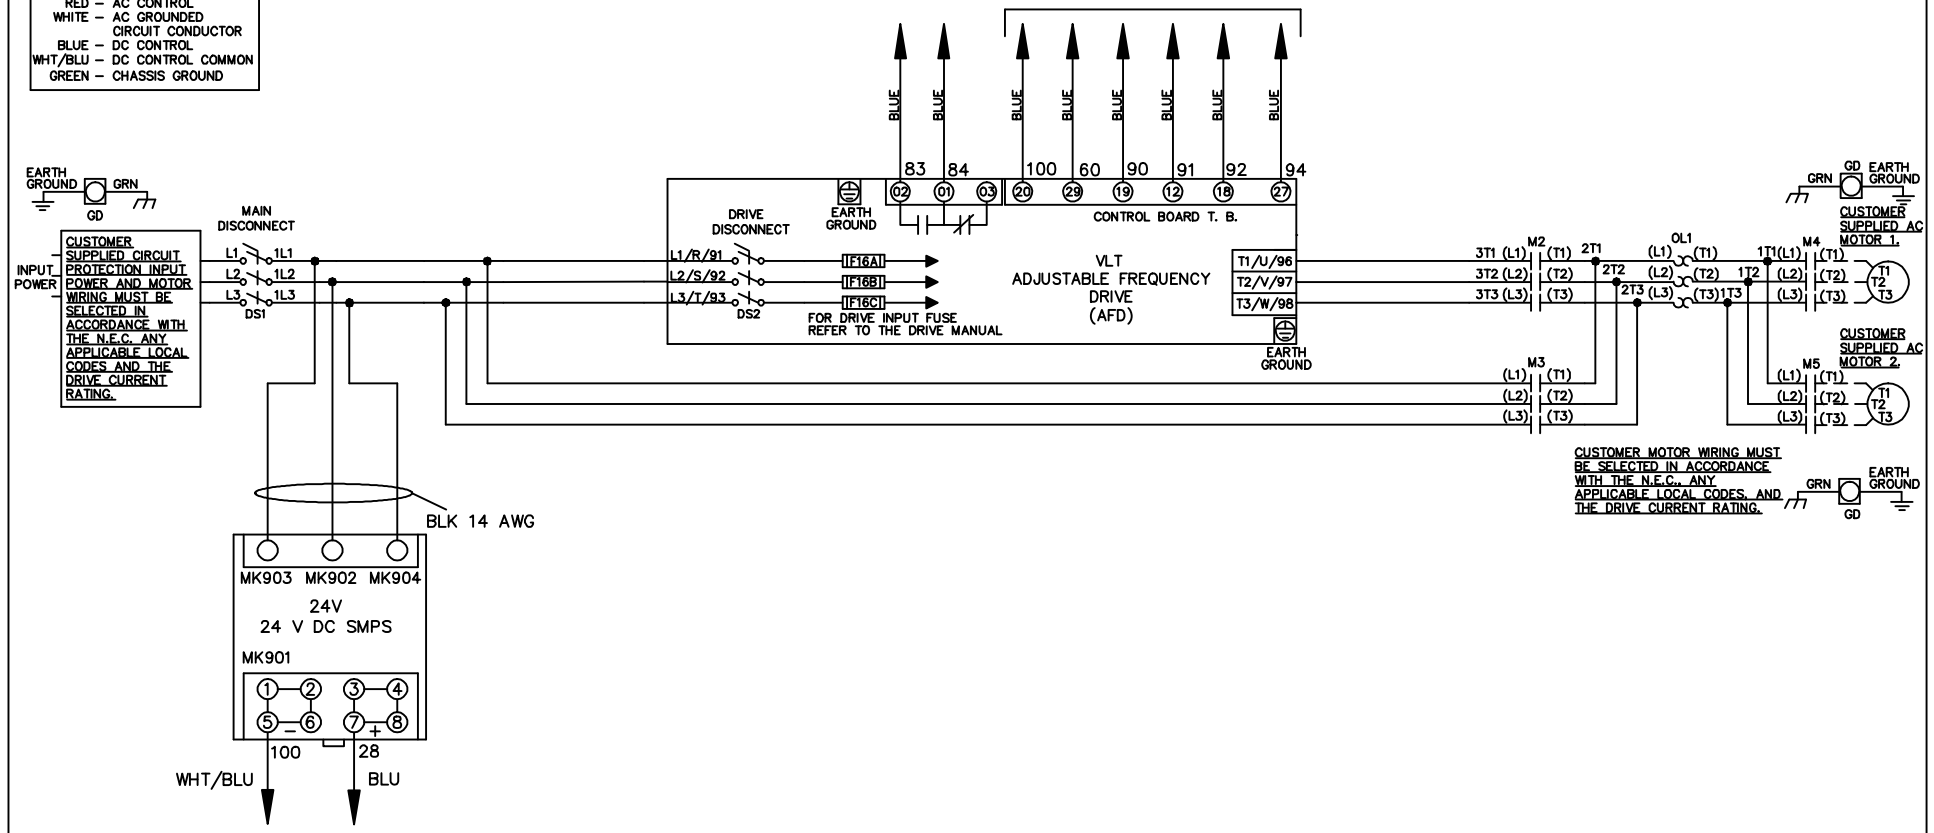 RED – AC CONTROL
WHITE – AC GROUNDED
CIRCUIT CONDUCTOR
BLUE – DC CONTROL
WHT/BLU – DC CONTROL COMMON
GREEN – CHASSIS GROUND
BLUE
BLUE
BLUE
BLUE
BLUE
BLUE
BLUE
BLUE
83
84
100
60
90
91
92
94
02
01
03
20
29
19
12
18
27
CONTROL BOARD T. B.
EARTH
GROUND
GRN
GD
INPUT
POWER
CUSTOMER
SUPPLIED CIRCUIT
PROTECTION INPUT
POWER AND MOTOR
WIRING MUST BE
SELECTED IN
ACCORDANCE WITH
THE N.E.C. ANY
APPLICABLE LOCAL
CODES AND THE
DRIVE CURRENT
RATING.
MAIN
DISCONNECT
L1 1L1
L2 1L2
L3 1L3
DS1
EARTH
GROUND
DRIVE
DISCONNECT
L1/R/91
L2/S/92
L3/T/93
DS2
F16A
F16B
F16C
FOR DRIVE INPUT FUSE
REFER TO THE DRIVE MANUAL
VLT
ADJUSTABLE FREQUENCY
DRIVE
(AFD)
T1/U/96
T2/V/97
T3/W/98
EARTH
GROUND
M2
3T1 (L1) (T1) 2T1
3T2 (L2) (T2) 2T2
3T3 (L3) (T3) 2T3
OL1
(L1) (T1) 1T1
(L2) (T2) 1T2
(L3) (T3) 1T3
M4
(L1) (T1)
(L2) (T2)
(L3) (T3)
T1
T2
T3
GRN
GD
EARTH
GROUND
CUSTOMER
SUPPLIED AC
MOTOR 1.
CUSTOMER
SUPPLIED AC
MOTOR 2.
M3
(L1) (T1)
(L2) (T2)
(L3) (T3)
M5
(L1) (T1)
(L2) (T2)
(L3) (T3)
T1
T2
T3
CUSTOMER MOTOR WIRING MUST
BE SELECTED IN ACCORDANCE
WITH THE N.E.C., ANY
APPLICABLE LOCAL CODES, AND
THE DRIVE CURRENT RATING.
GRN
GD
EARTH
GROUND
BLK 14 AWG
MK903 MK902 MK904
24V
24 V DC SMPS
MK901
1 2 3 4
5 – 6 7 + 8
100
28
WHT/BLU
BLU